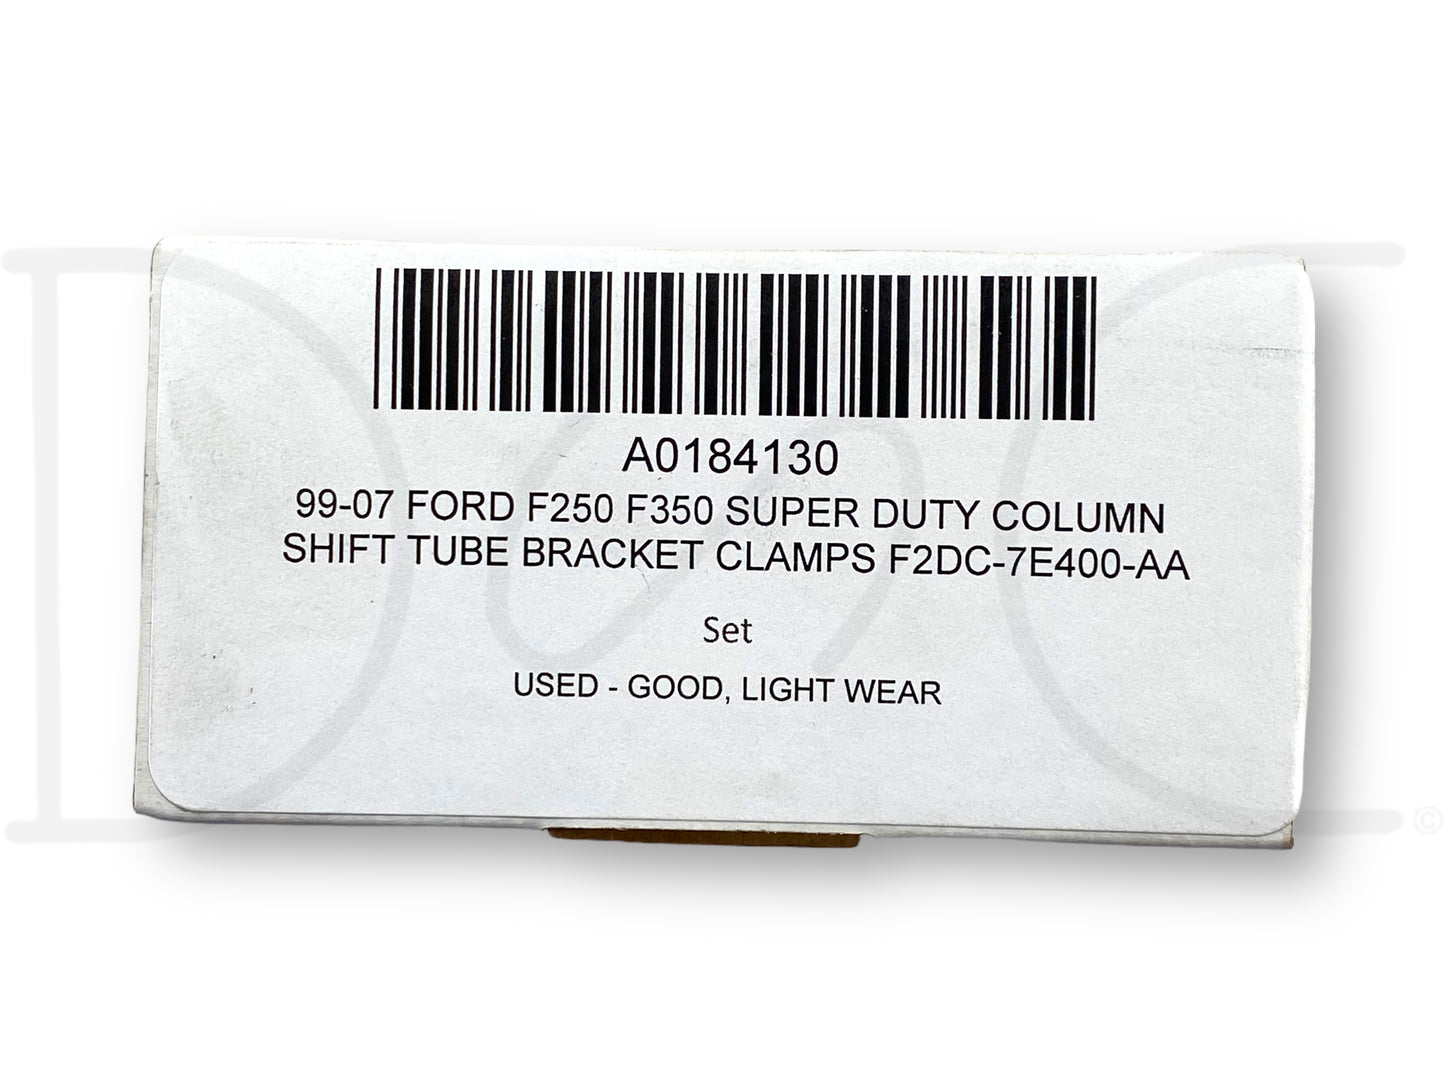 A0184130
99-07 FORD F250 F350 SUPER DUTY COLUMN
SHIFT TUBE BRACKET CLAMPS F2DC-7E400-AA
Set
USED - GOOD, LIGHT WEAR
©